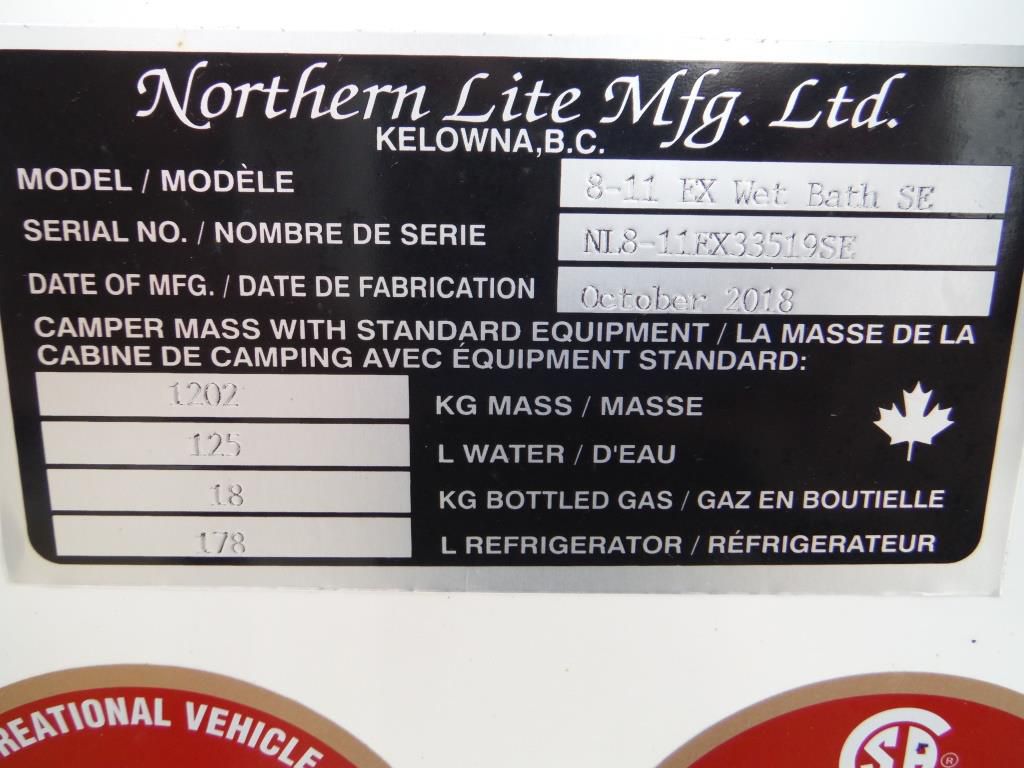 Northern Lite Mfg. Ltd.
KELOWNA,B.C.
MODEL / MODÈLE 8-11 EX Wet Bath SE
SERIAL NO. / NOMBRE DE SERIE NL8-11EX33519SE
DATE OF MFG. / DATE DE FABRICATION October 2018
CAMPER MASS WITH STANDARD EQUIPMENT / LA MASSE DE LA
CABINE DE CAMPING AVEC ÉQUIPMENT STANDARD:
1202 KG MASS / MASSE
125 L WATER / D'EAU
18 KG BOTTLED GAS / GAZ EN BOUTIELLE
178 L REFRIGERATOR / RÉFRIGERATEUR
REATIONAL VEHICLE
SA ®